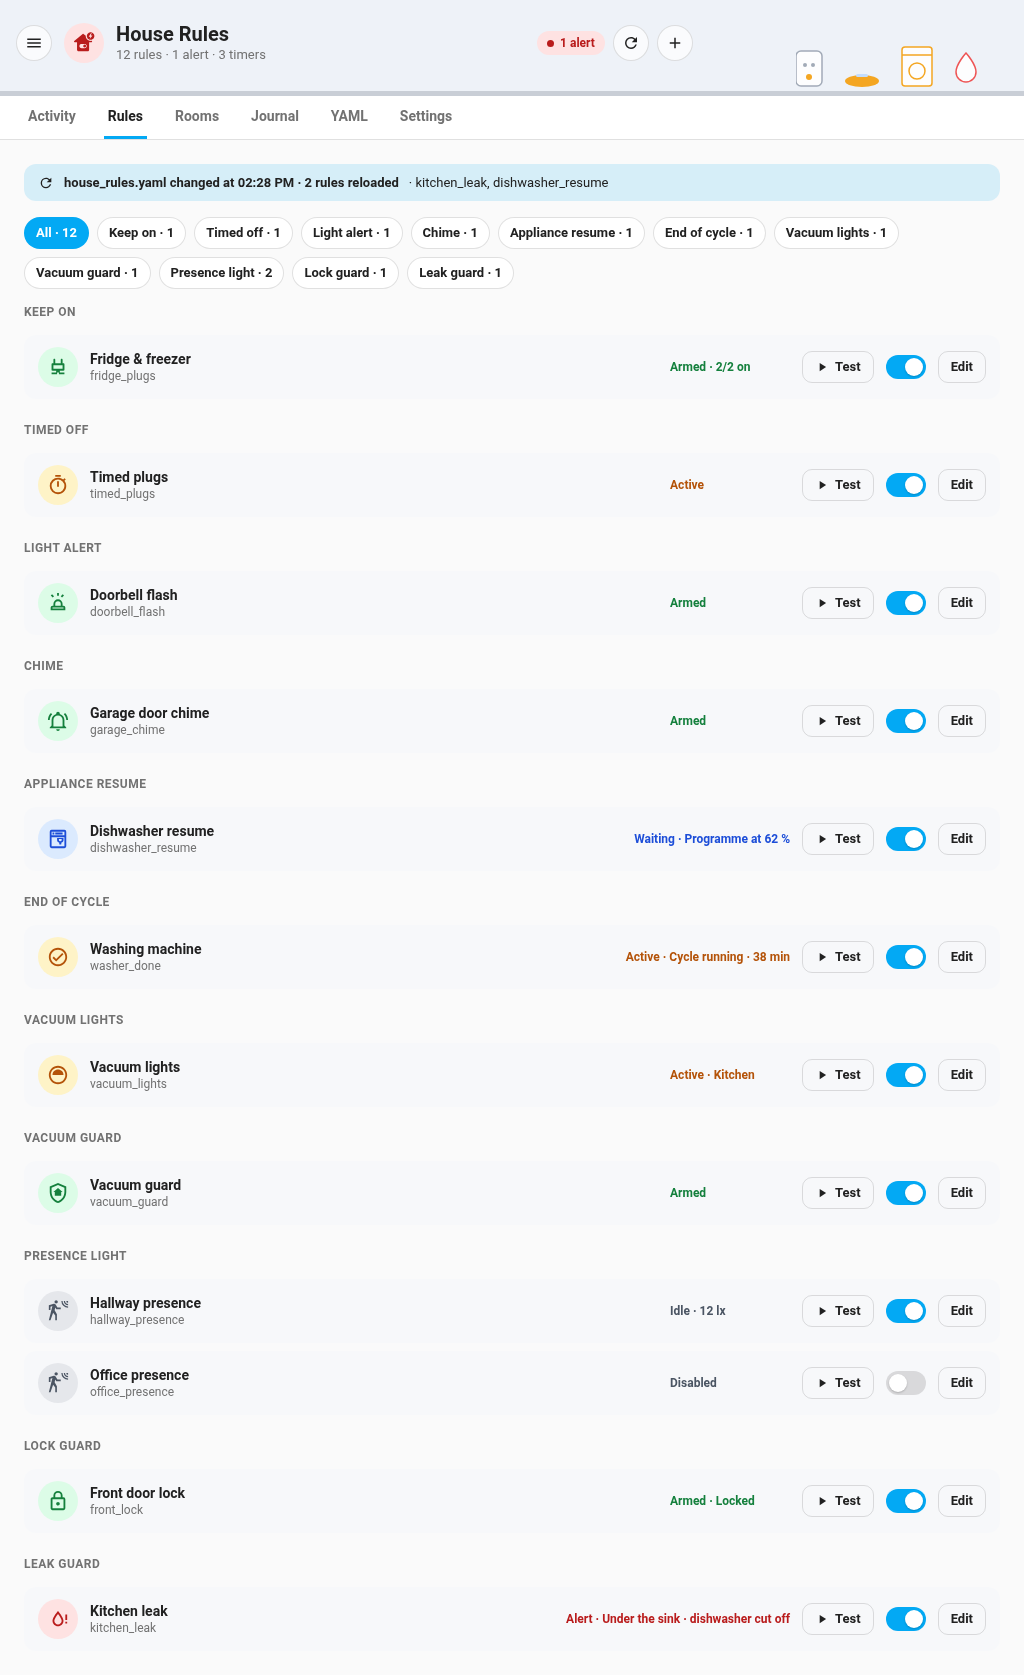 House Rules
12 rules · 1 alert · 3 timers
1 alert
Activity Rules Rooms Journal YAML Settings
house_rules.yaml changed at 02:28 PM · 2 rules reloaded · kitchen_leak, dishwasher_resume
All · 12 Keep on · 1 Timed off · 1 Light alert · 1 Chime · 1 Appliance resume · 1 End of cycle · 1 Vacuum lights · 1
Vacuum guard · 1 Presence light · 2 Lock guard · 1 Leak guard · 1
KEEP ON
Fridge & freezer
fridge_plugs
Armed · 2/2 on Test Edit
TIMED OFF
Timed plugs
timed_plugs
Active Test Edit
LIGHT ALERT
Doorbell flash
doorbell_flash
Armed Test Edit
CHIME
Garage door chime
garage_chime
Armed Test Edit
APPLIANCE RESUME
Dishwasher resume
dishwasher_resume
Waiting · Programme at 62 % Test Edit
END OF CYCLE
Washing machine
washer_done
Active · Cycle running · 38 min Test Edit
VACUUM LIGHTS
Vacuum lights
vacuum_lights
Active · Kitchen Test Edit
VACUUM GUARD
Vacuum guard
vacuum_guard
Armed Test Edit
PRESENCE LIGHT
Hallway presence
hallway_presence
Idle · 12 lx Test Edit
Office presence
office_presence
Disabled Test Edit
LOCK GUARD
Front door lock
front_lock
Armed · Locked Test Edit
LEAK GUARD
Kitchen leak
kitchen_leak
Alert · Under the sink · dishwasher cut off Test Edit